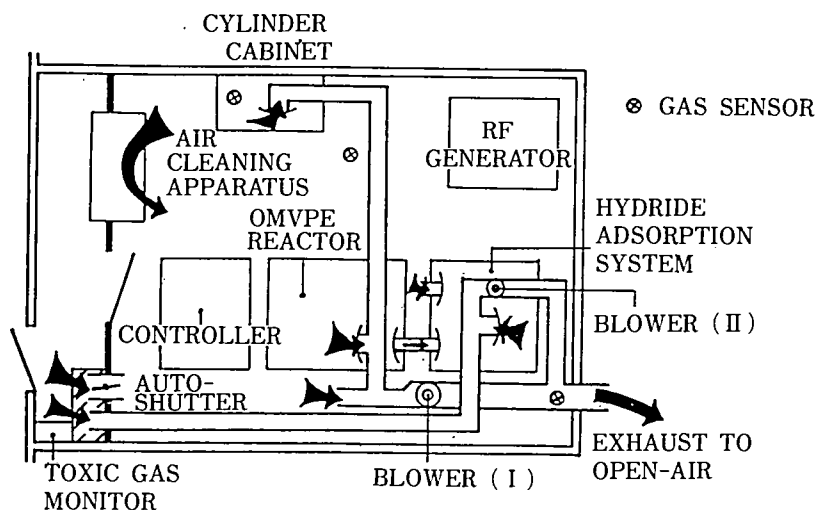 CYLINDER
CABINET
⊗ GAS SENSOR
RF
GENERATOR
AIR
CLEANING
APPARATUS
OMVPE
REACTOR
HYDRIDE
ADSORPTION
SYSTEM
BLOWER (II)
CONTROLLER
AUTO-
SHUTTER
TOXIC GAS
MONITOR
BLOWER (I)
EXHAUST TO
OPEN-AIR